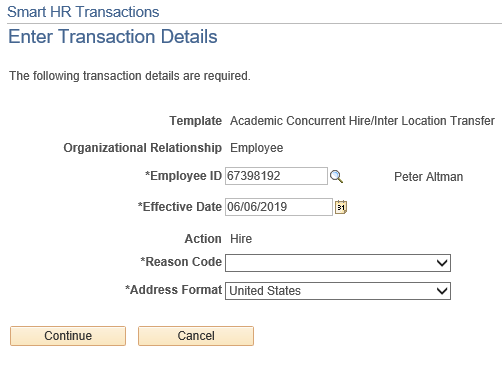 Smart HR Transactions
Enter Transaction Details
The following transaction details are required.
Template Academic Concurrent Hire/Inter Location Transfer
Organizational Relationship Employee
*Employee ID 67398192 Peter Altman
*Effective Date 06/06/2019 31
Action Hire
*Reason Code
*Address Format United States
Continue Cancel